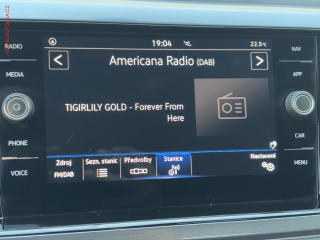 RADIO
MEDIA
PHONE
VOICE
19:04
22.5°C
NAV
APP
CAR
MENU
Americana Radio (DAB)
TIGIRLILY GOLD - Forever From
Here
Zdroj
FM/DAB
Sezn. stanic
Předvolby
Stanice
Nastavení